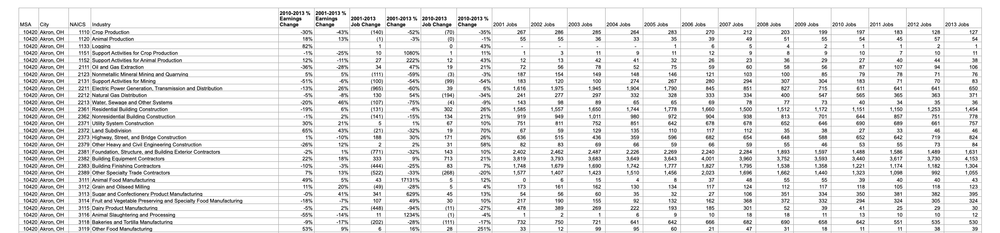 MSA City NAICS Industry 2010-2013 % Earnings Change 2001-2013 % Earnings Change 2001-2013 Job Change 2001-2013 % Change 2010-2013 Job Change 2010-2013 % Change 2001 Jobs 2002 Jobs 2003 Jobs 2004 Jobs 2005 Jobs 2006 Jobs 2007 Jobs 2008 Jobs 2009 Jobs 2010 Jobs 2011 Jobs 2012 Jobs 2013 Jobs
10420 Akron, OH 1110 Crop Production -30% -43% (140) -52% (70) -35% 267 286 285 264 283 270 212 203 199 197 183 128 127
10420 Akron, OH 1120 Animal Production 18% 13% (1) -3% (0) -1% 55 55 36 33 35 39 49 51 55 54 45 57 54
10420 Akron, OH 1133 Logging 82% 1 0 43% - - - - 1 6 5 4 2 1 1 2 1
10420 Akron, OH 1151 Support Activities for Crop Production -1% -25% 10 1080% 1 11% 1 3 11 9 11 12 9 8 9 10 7 10 11
10420 Akron, OH 1152 Support Activities for Animal Production 12% -11% 27 222% 12 43% 12 13 42 41 32 26 23 36 29 27 40 44 38
10420 Akron, OH 2111 Oil and Gas Extraction -36% -28% 34 47% 19 21% 72 56 78 52 75 59 60 58 56 87 107 94 106
10420 Akron, OH 2123 Nonmetallic Mineral Mining and Quarrying 5% 5% (111) -59% (3) -3% 187 154 149 148 146 121 103 100 85 79 78 71 76
10420 Akron, OH 2131 Support Activities for Mining -51% -6% (100) -54% (99) -54% 183 120 100 274 267 280 294 307 304 183 71 70 83
10420 Akron, OH 2211 Electric Power Generation, Transmission and Distribution -13% 26% (965) -60% 39 6% 1,616 1,975 1,945 1,904 1,790 845 851 827 715 611 641 641 650
10420 Akron, OH 2212 Natural Gas Distribution -5% -8% 130 54% (194) -34% 241 277 297 332 328 333 334 400 547 565 365 363 371
10420 Akron, OH 2213 Water, Sewage and Other Systems -20% 46% (107) -75% (4) -9% 143 98 89 65 65 69 78 77 73 40 34 35 36
10420 Akron, OH 2361 Residential Building Construction -19% 6% (131) -8% 302 26% 1,585 1,557 1,650 1,744 1,778 1,660 1,500 1,512 1,172 1,151 1,150 1,253 1,454
10420 Akron, OH 2362 Nonresidential Building Construction -1% 2% (141) -15% 134 21% 919 949 1,011 980 972 904 938 813 701 644 857 751 778
10420 Akron, OH 2371 Utility System Construction 30% 21% 5 1% 67 10% 751 811 752 851 642 678 678 652 646 690 689 661 757
10420 Akron, OH 2372 Land Subdivision 65% 43% (21) -32% 19 70% 67 59 129 135 110 117 112 35 38 27 33 46 46
10420 Akron, OH 2373 Highway, Street, and Bridge Construction 1% -10% 188 30% 171 26% 636 515 436 359 596 682 654 648 588 652 642 719 824
10420 Akron, OH 2379 Other Heavy and Civil Engineering Construction -26% 12% 2 2% 31 58% 82 83 69 66 59 66 59 55 46 53 55 73 84
10420 Akron, OH 2381 Foundation, Structure, and Building Exterior Contractors -2% 1% (771) -32% 143 10% 2,402 2,462 2,487 2,226 2,269 2,240 2,284 1,893 1,597 1,488 1,586 1,489 1,631
10420 Akron, OH 2382 Building Equipment Contractors 22% 18% 333 9% 713 21% 3,819 3,793 3,683 3,649 3,643 4,001 3,960 3,752 3,593 3,440 3,617 3,730 4,153
10420 Akron, OH 2383 Building Finishing Contractors -10% -3% (444) -25% 83 7% 1,748 1,679 1,690 1,742 1,777 1,827 1,795 1,538 1,358 1,221 1,174 1,182 1,304
10420 Akron, OH 2389 Other Specialty Trade Contractors 7% 13% (522) -33% (268) -20% 1,577 1,407 1,423 1,510 1,456 2,023 1,696 1,662 1,440 1,323 1,098 992 1,055
10420 Akron, OH 3111 Animal Food Manufacturing 49% 5% 43 17131% 5 12% 0 6 15 4 8 37 48 55 55 39 40 40 43
10420 Akron, OH 3112 Grain and Oilseed Milling 11% 20% (49) -28% 5 4% 173 161 162 130 134 117 124 112 117 118 105 118 123
10420 Akron, OH 3113 Sugar and Confectionery Product Manufacturing -0% 41% 341 629% 45 13% 54 56 60 35 32 27 106 351 334 350 381 382 395
10420 Akron, OH 3114 Fruit and Vegetable Preserving and Specialty Food Manufacturing -18% -7% 107 49% 30 10% 217 190 155 92 132 162 368 372 332 294 324 305 324
10420 Akron, OH 3115 Dairy Product Manufacturing -5% 2% (448) -94% (11) -27% 478 389 269 222 193 185 301 52 39 41 25 29 30
10420 Akron, OH 3116 Animal Slaughtering and Processing -55% -14% 11 1234% (1) -4% 1 2 1 6 9 10 18 18 11 13 10 10 12
10420 Akron, OH 3118 Bakeries and Tortilla Manufacturing -9% -17% (202) -28% (111) -17% 732 750 721 641 642 666 682 690 658 642 551 535 530
10420 Akron, OH 3119 Other Food Manufacturing 53% 9% 6 16% 28 251% 33 12 99 95 60 21 47 31 18 11 11 38 39